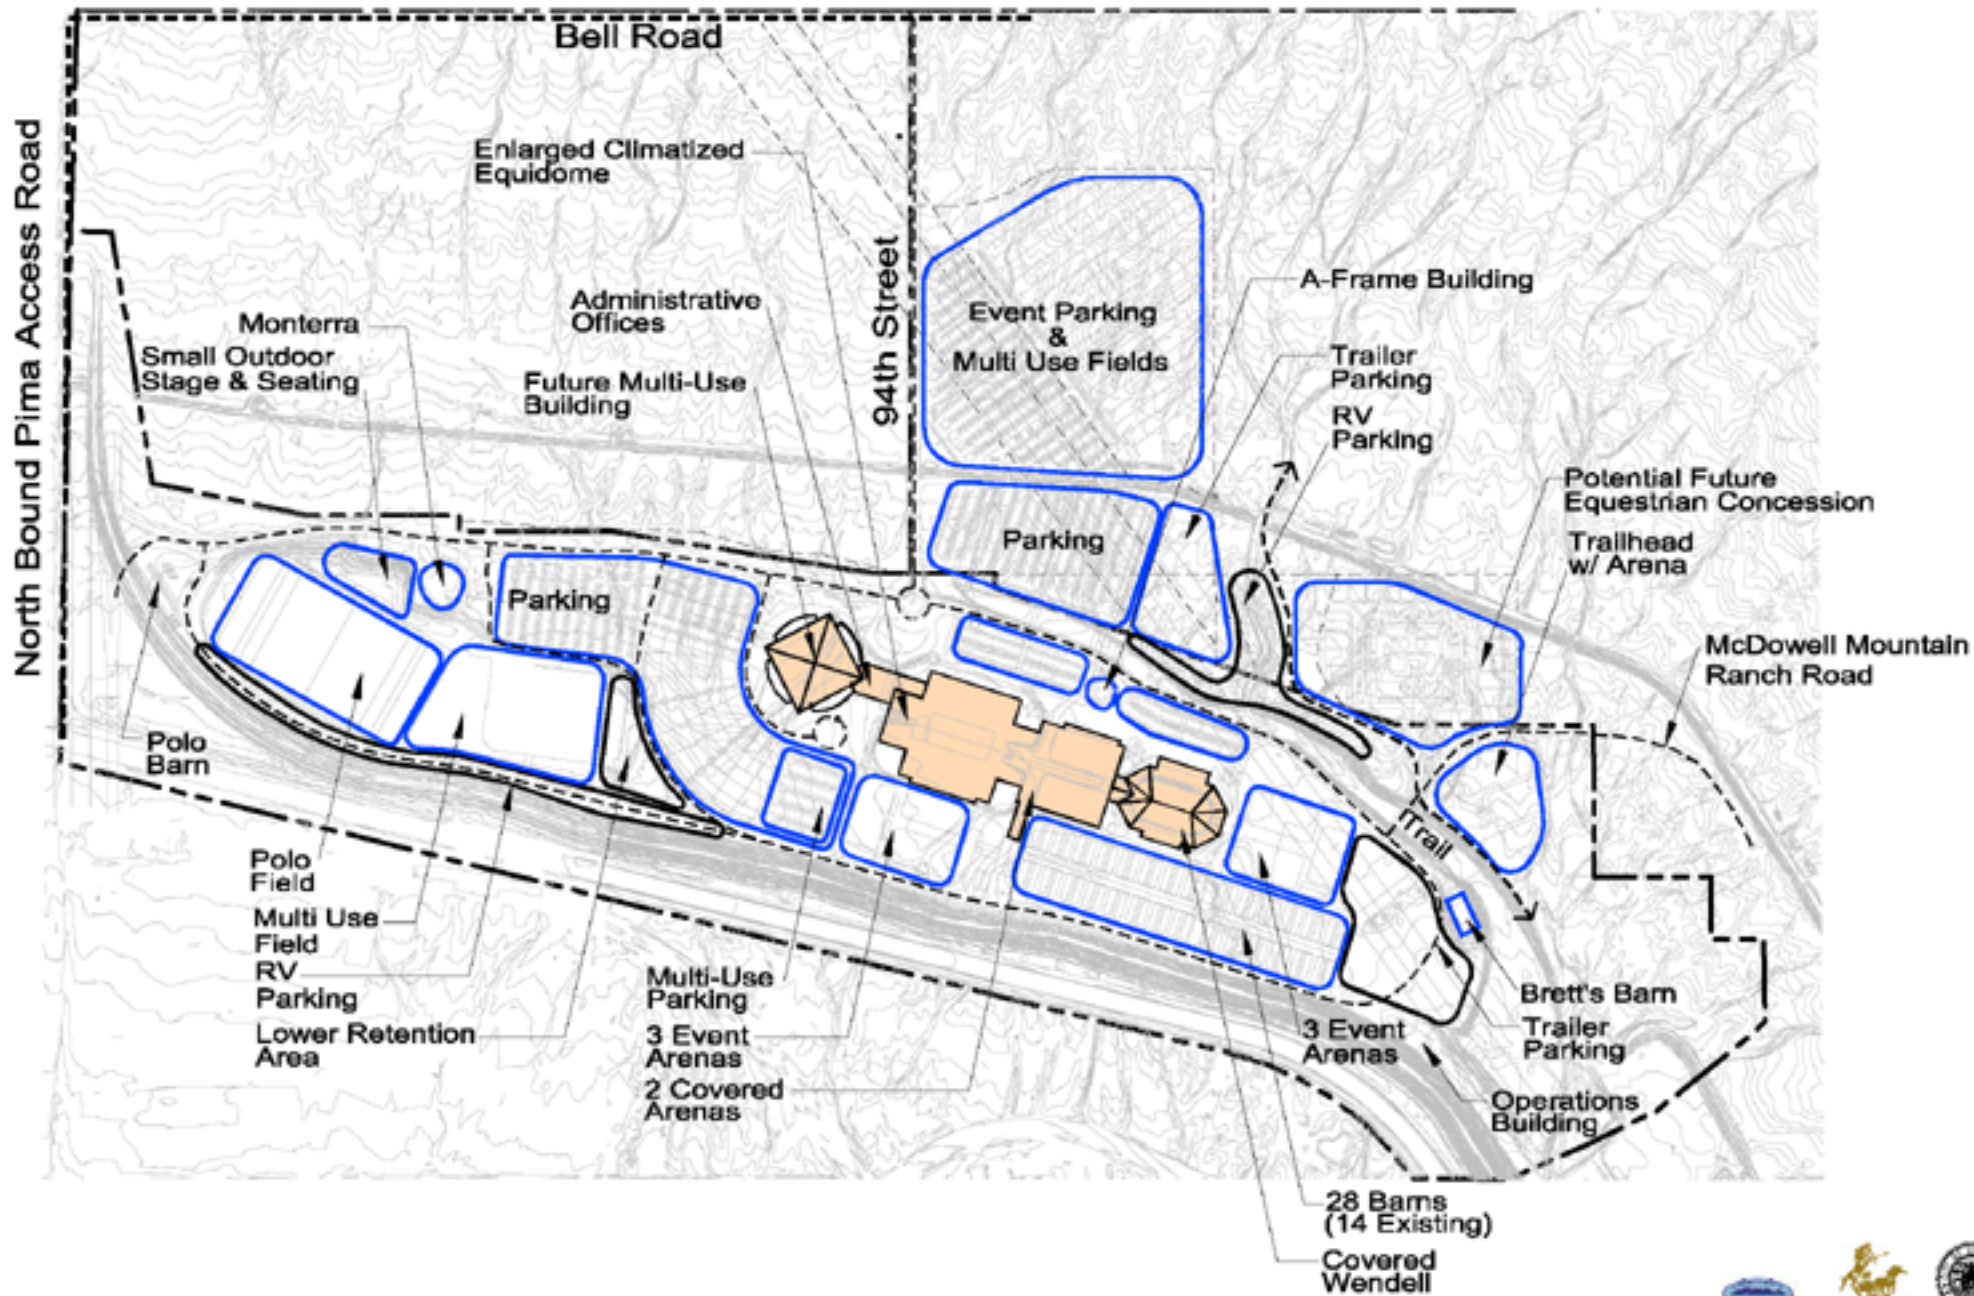 Bell Road
North Bound Pima Access Road
94th Street
Enlarged Climatized
Equidome
Administrative
Offices
Monterra
Small Outdoor
Stage & Seating
Future Multi-Use
Building
Event Parking
&
Multi Use Fields
A-Frame Building
Trailer
Parking
RV
Parking
Potential Future
Equestrian Concession
Trailhead
w/ Arena
McDowell Mountain
Ranch Road
Parking
Parking
Polo
Barn
Trail
Polo
Field
Multi Use
Field
RV
Parking
Lower Retention
Area
Multi-Use
Parking
3 Event
Arenas
2 Covered
Arenas
3 Event
Arenas
Brett's Barn
Trailer
Parking
Operations
Building
28 Barns
(14 Existing)
Covered
Wendell